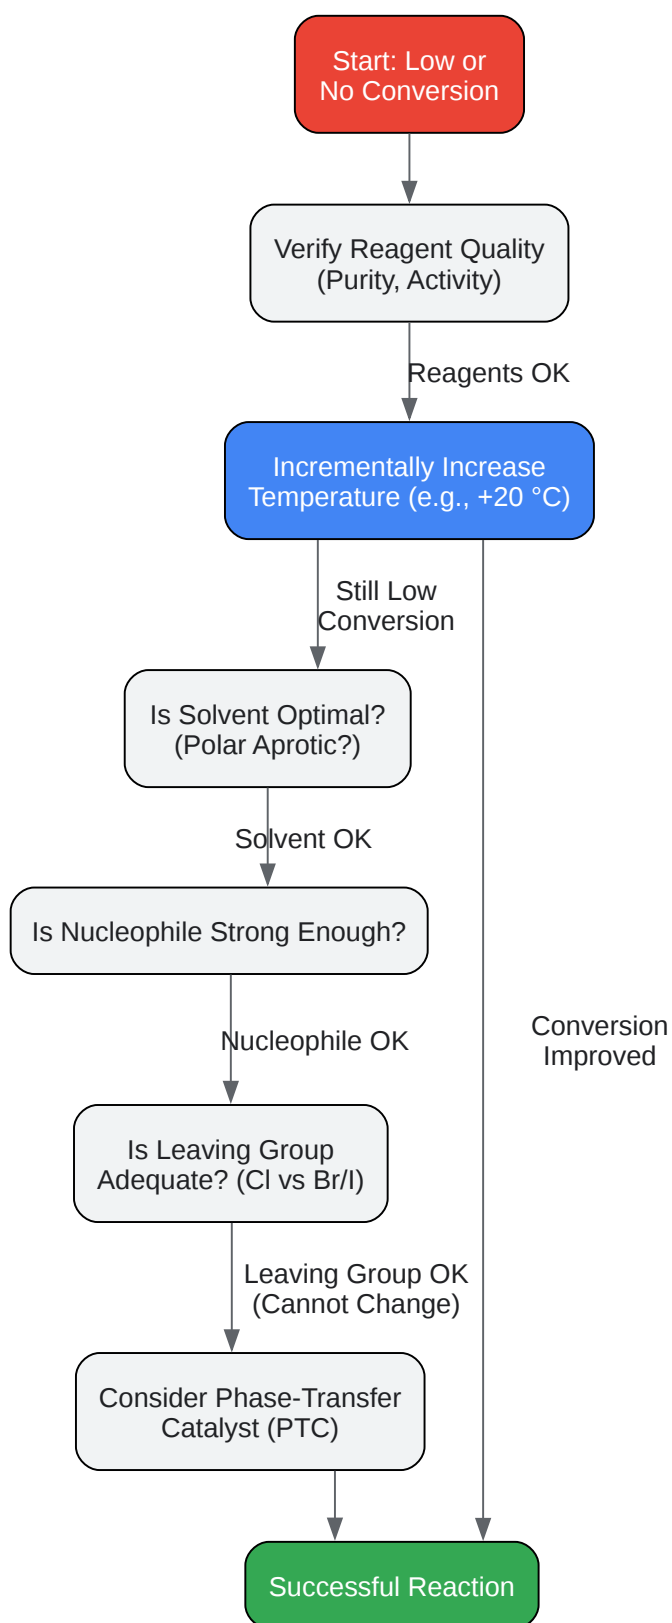 Start: Low or
No Conversion
Verify Reagent Quality
(Purity, Activity)
Reagents OK
Incrementally Increase
Temperature (e.g., +20 °C)
Still Low
Conversion
Is Solvent Optimal?
(Polar Aprotic?)
Solvent OK
Is Nucleophile Strong Enough?
Nucleophile OK
Conversion
Improved
Is Leaving Group
Adequate? (Cl vs Br/I)
Leaving Group OK
(Cannot Change)
Consider Phase-Transfer
Catalyst (PTC)
Successful Reaction